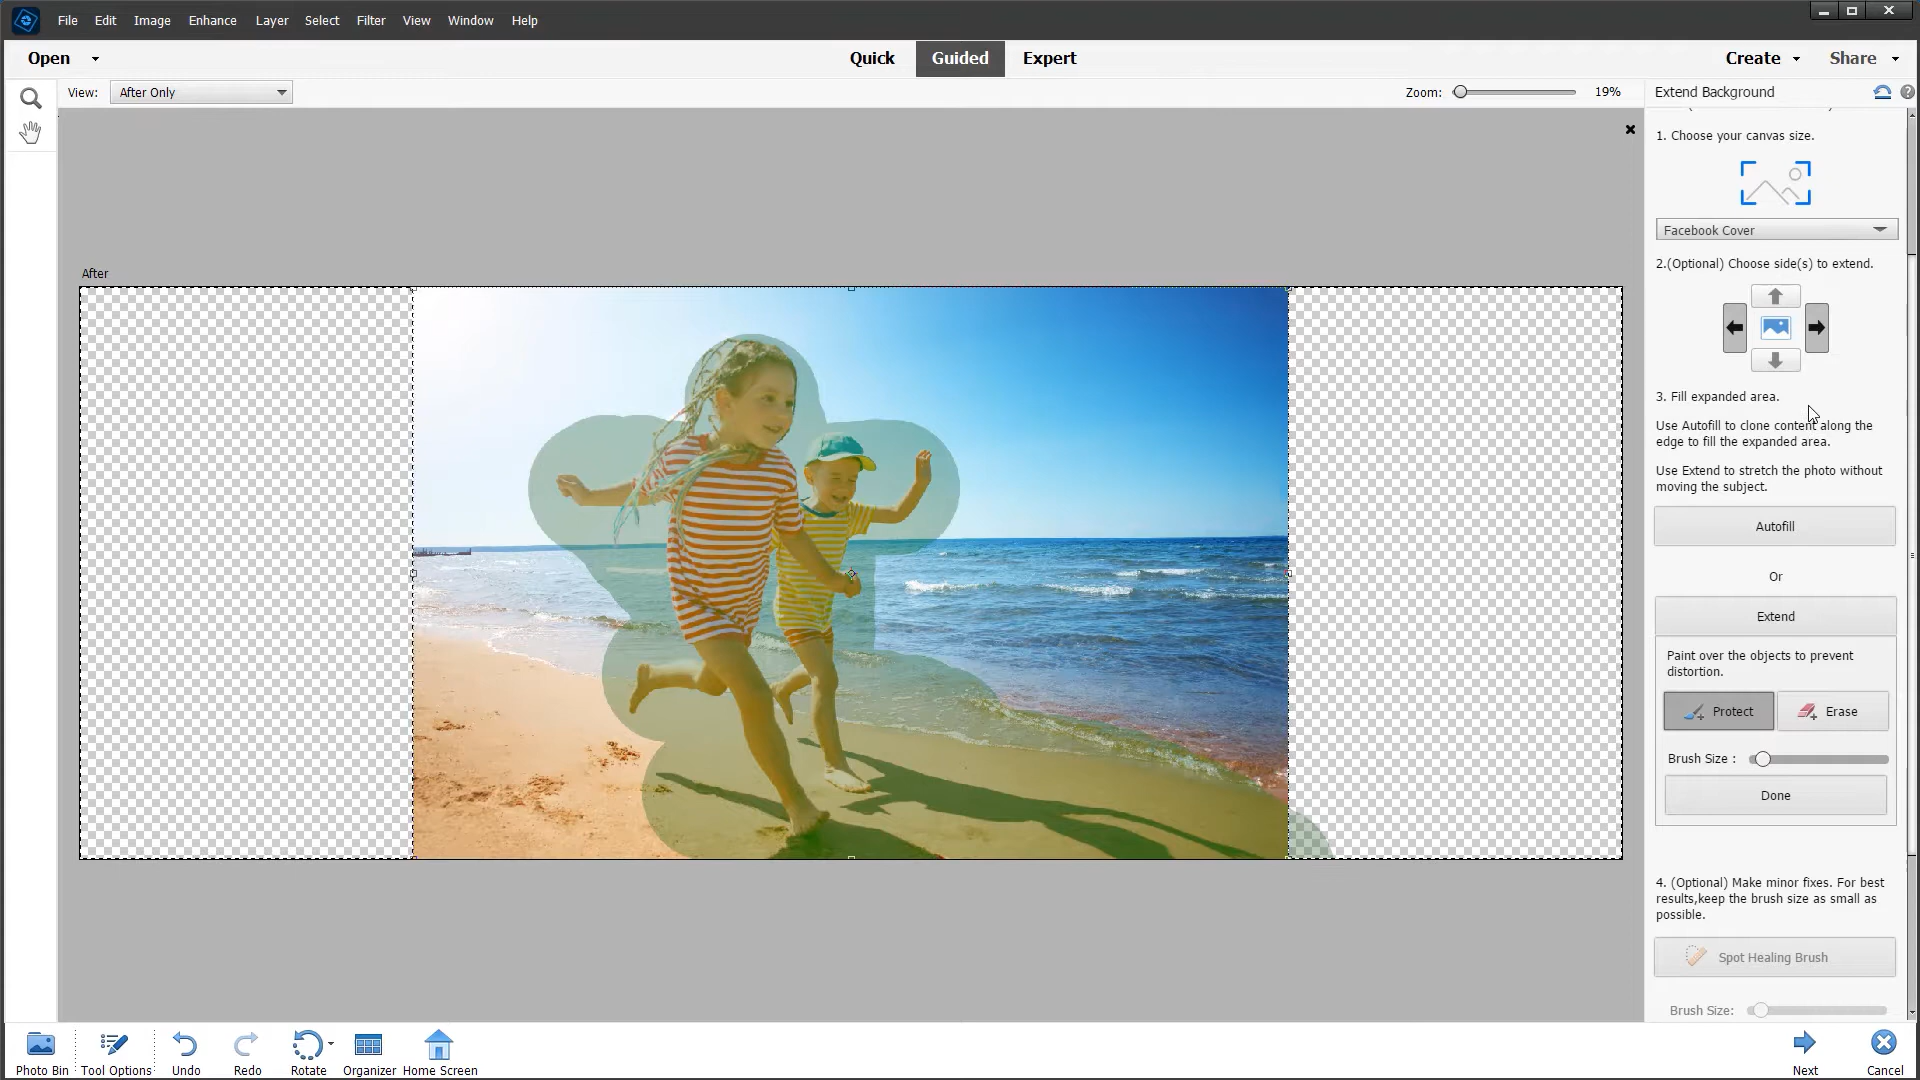 File Edit Image Enhance Layer Select Filter View Window Help
Open Quick Guided Expert Create Share
View: After Only Zoom: 19% Extend Background
1. Choose your canvas size.
Facebook Cover
2.(Optional) Choose side(s) to extend.
After
3. Fill expanded area.
Use Autofill to clone content along the
edge to fill the expanded area.
Use Extend to stretch the photo without
moving the subject.
Autofill
Or
Extend
Paint over the objects to prevent
distortion.
Protect Erase
Brush Size :
Done
4. (Optional) Make minor fixes. For best
results,keep the brush size as small as
possible.
Spot Healing Brush
Brush Size:
Photo Bin Tool Options Undo Redo Rotate Organizer Home Screen Next Cancel